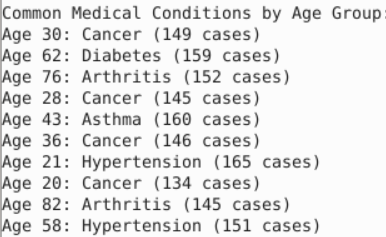 Common Medical Conditions by Age Group:
Age 30: Cancer (149 cases)
Age 62: Diabetes (159 cases)
Age 76: Arthritis (152 cases)
Age 28: Cancer (145 cases)
Age 43: Asthma (160 cases)
Age 36: Cancer (146 cases)
Age 21: Hypertension (165 cases)
Age 20: Cancer (134 cases)
Age 82: Arthritis (145 cases)
Age 58: Hypertension (151 cases)